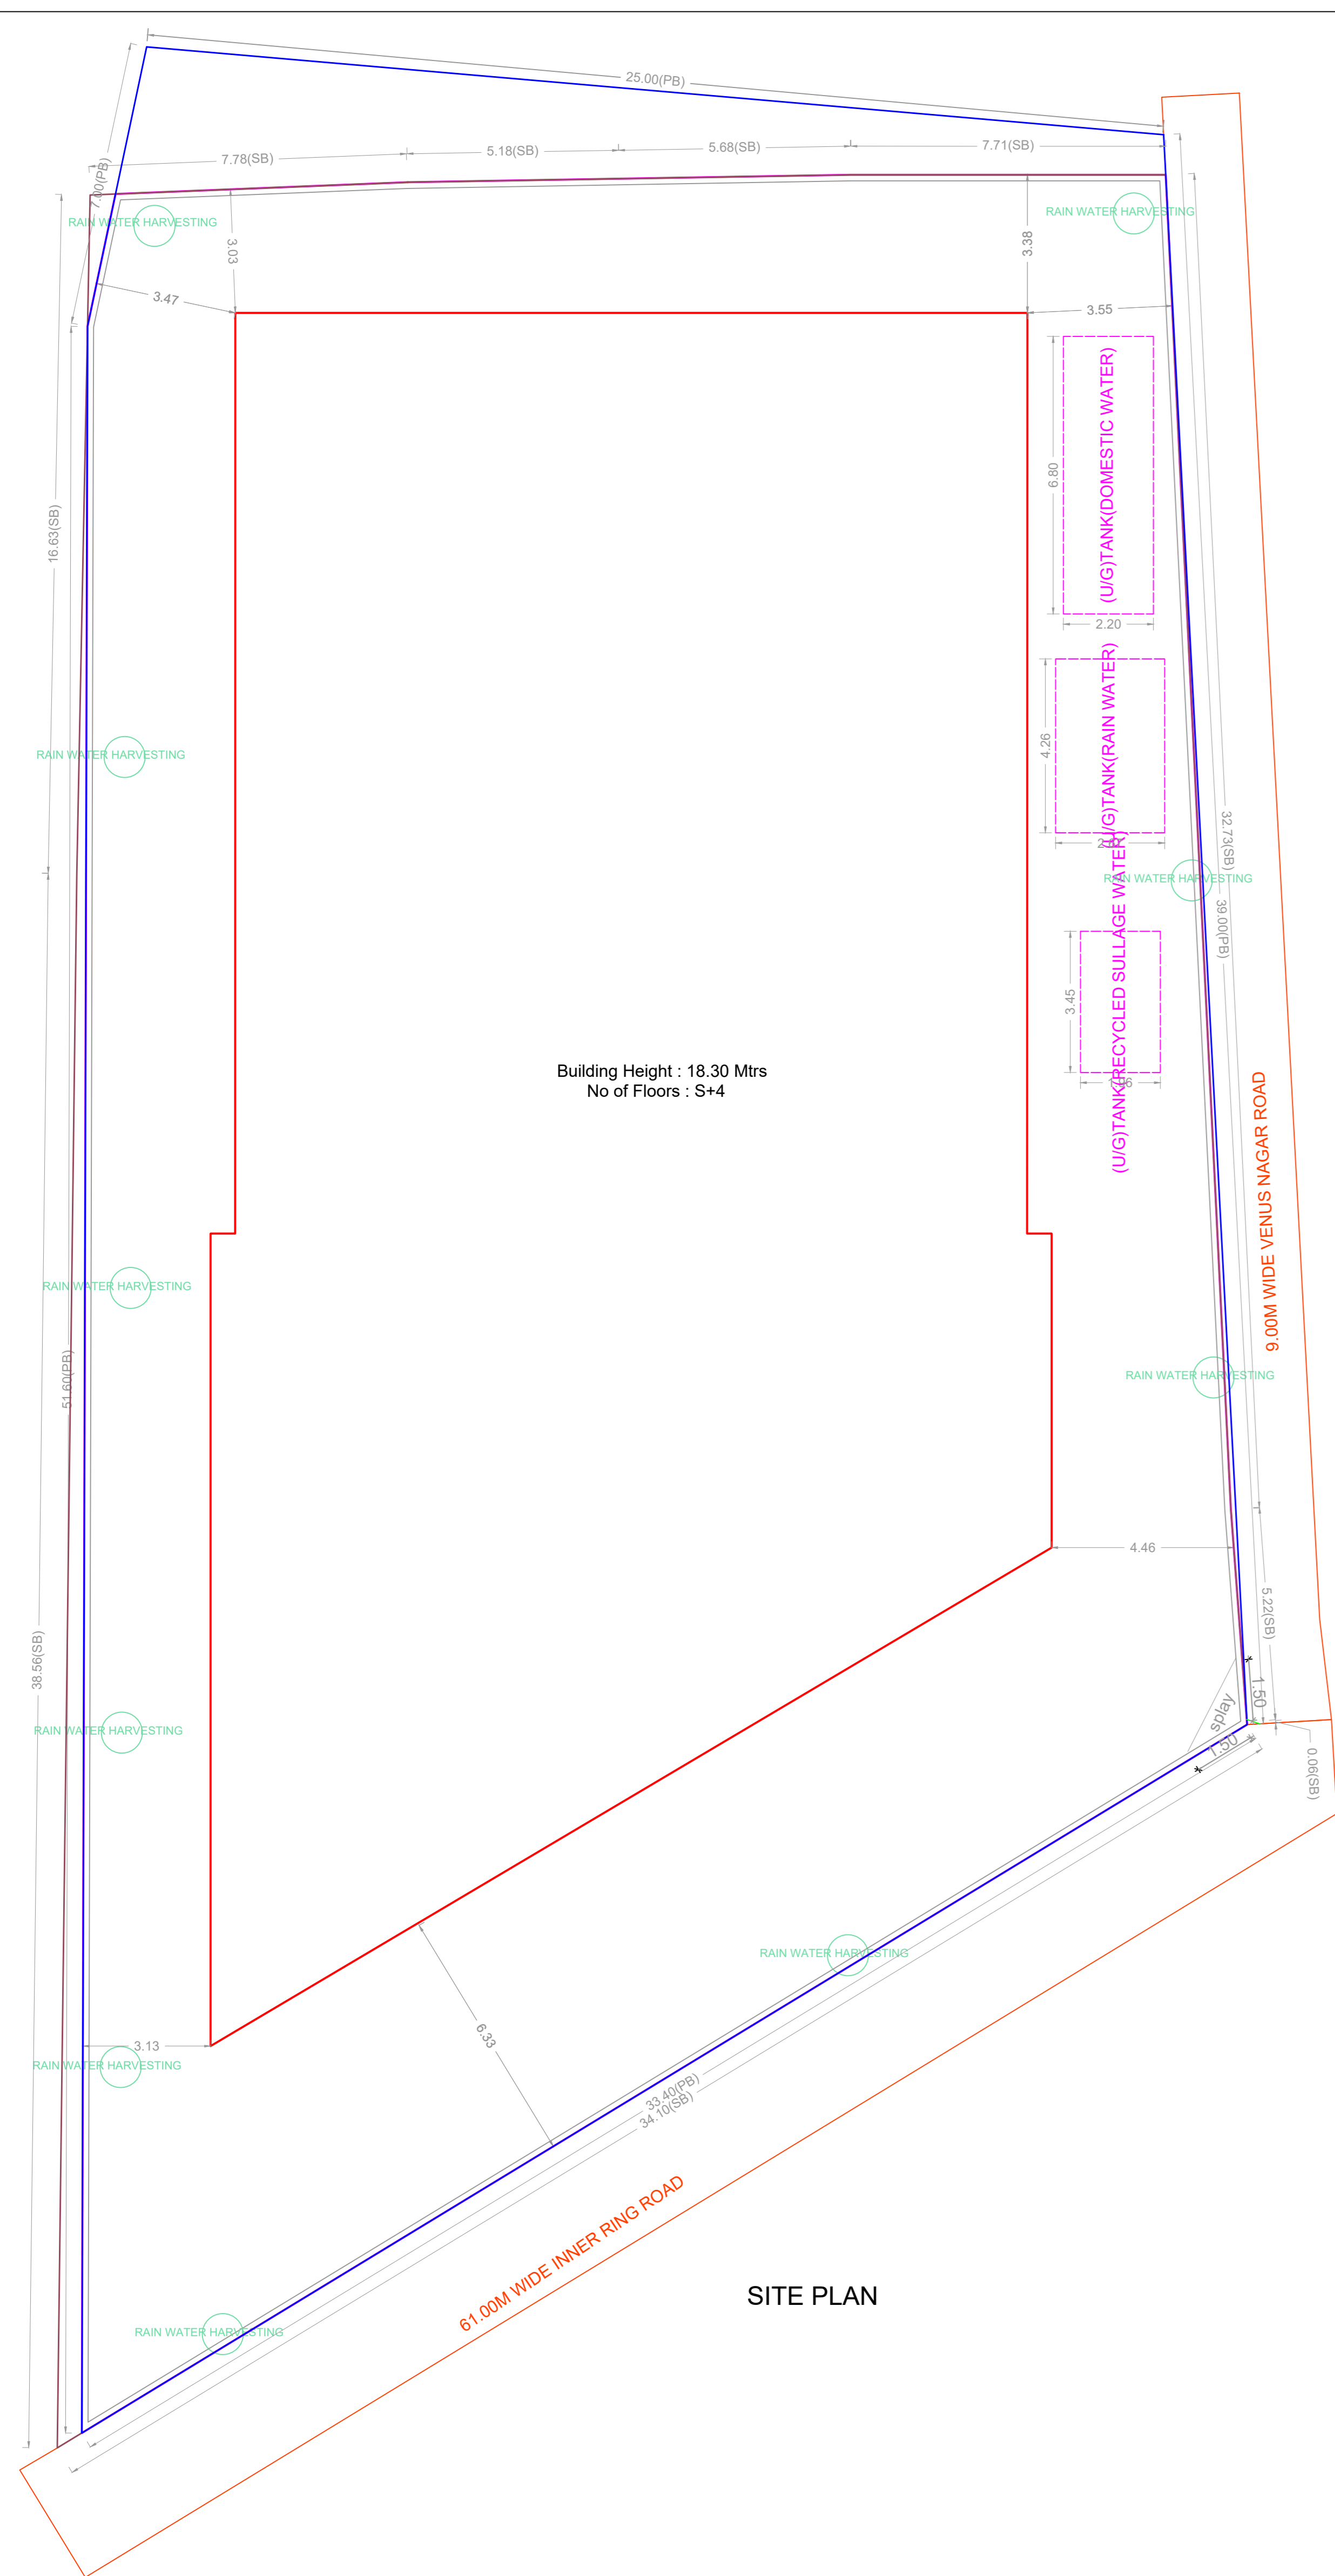 25.00(PB)
7.78(SB)
5.18(SB)
5.68(SB)
7.71(SB)
7.00(PB)
RAIN WATER HARVESTING
RAIN WATER HARVESTING
3.03
3.38
3.47
3.55
16.63(SB)
6.80
(U/G)TANK(DOMESTIC WATER)
2.20
4.26
(U/G)TANK(RAIN WATER)
RAIN WATER HARVESTING
32.73(SB)
39.00(PB)
RAIN WATER HARVESTING
3.45
(U/G)TANK(RECYCLED SULLAGE WATER)
1.96
Building Height : 18.30 Mtrs
No of Floors : S+4
9.00M WIDE VENUS NAGAR ROAD
RAIN WATER HARVESTING
51.60(PB)
RAIN WATER HARVESTING
4.46
5.22(SB)
38.56(SB)
1.50
splay
1.50
0.06(SB)
RAIN WATER HARVESTING
RAIN WATER HARVESTING
6.33
3.13
RAIN WATER HARVESTING
33.40(PB)
34.10(SB)
61.00M WIDE INNER RING ROAD
SITE PLAN
RAIN WATER HARVESTING